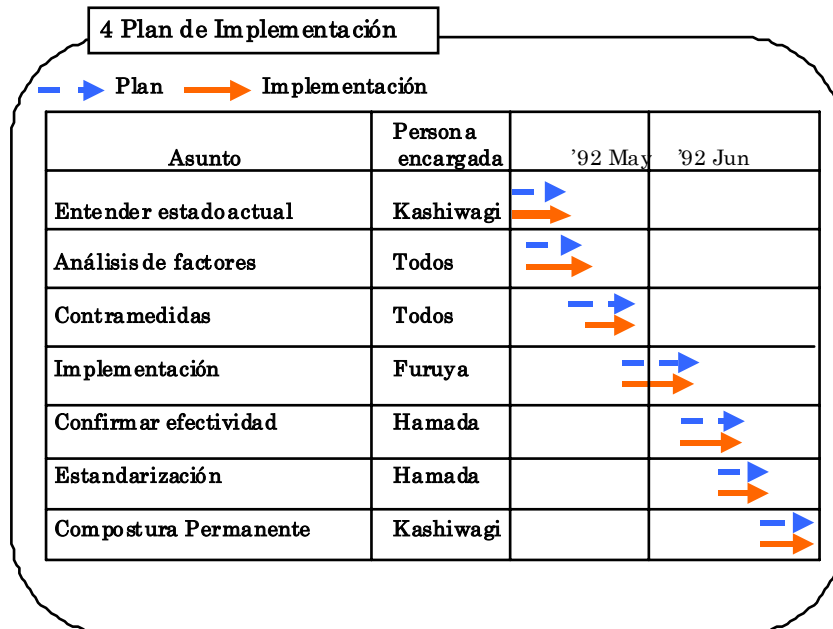 4 Plan de Implementación
Plan Implementación
Asunto
Persona
encargada
'92 May '92 Jun
Entender estado actual Kashiwagi
Análisis de factores Todos
Contramedidas Todos
Implementación Furuya
Confirmar efectividad Hamada
Estandarización Hamada
Compostura Permanente Kashiwagi